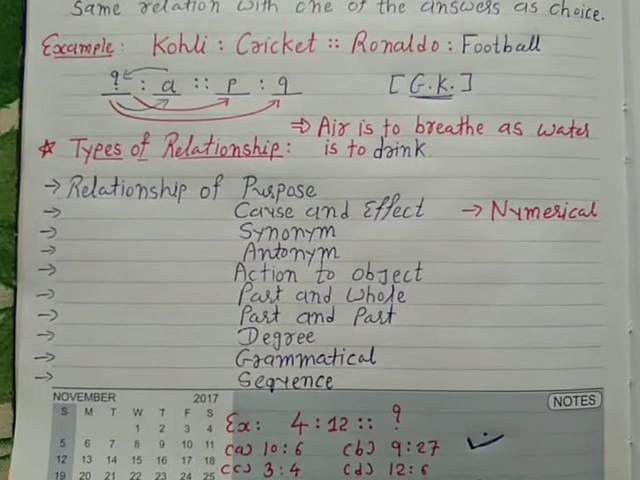 Same relation with one of the answers as choice.
Example: Kohli : Cricket :: Ronaldo : Football
? : a :: p : q [G.K.]
⇒ Air is to breathe as water is to drink
* Types of Relationship:
→ Relationship of Purpose
→ Cause and Effect → Nymerical
→ Synonym
→ Antonym
→ Action to object
→ Part and Whole
→ Part and Part
→ Degree
→ Grammatical
→ Seqrence
NOVEMBER 2017
NOTES
S M T W T F S
1 2 3 4
5 6 7 8 9 10 11
12 13 14 15 16 17 18
19 20 21 22 23 24 25
Ex: 4 : 12 :: ?
(a) 10 : 6 (b) 9 : 27
(c) 3 : 4 (d) 12 : 6